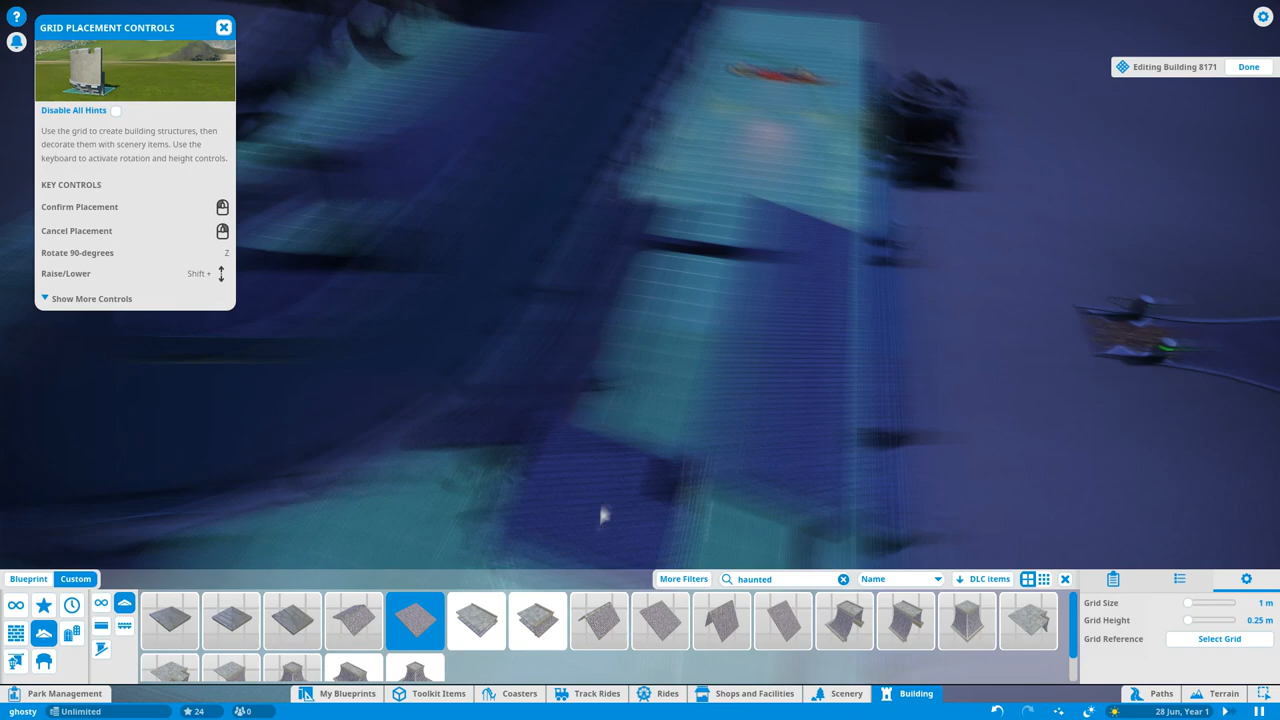 GRID PLACEMENT CONTROLS
Disable All Hints
Use the grid to create building structures, then
decorate them with scenery items. Use the
keyboard to activate rotation and height controls.
KEY CONTROLS
Confirm Placement
Cancel Placement
Rotate 90-degrees Z
Raise/Lower Shift +
Show More Controls
Editing Building 8171 Done
Blueprint Custom
More Filters haunted Name DLC items
Grid Size 1 m
Grid Height 0.25 m
Grid Reference Select Grid
Park Management My Blueprints Toolkit Items Coasters Track Rides Rides Shops and Facilities Scenery Building Paths Terrain
ghosty Unlimited 24 0 28 Jun, Year 1